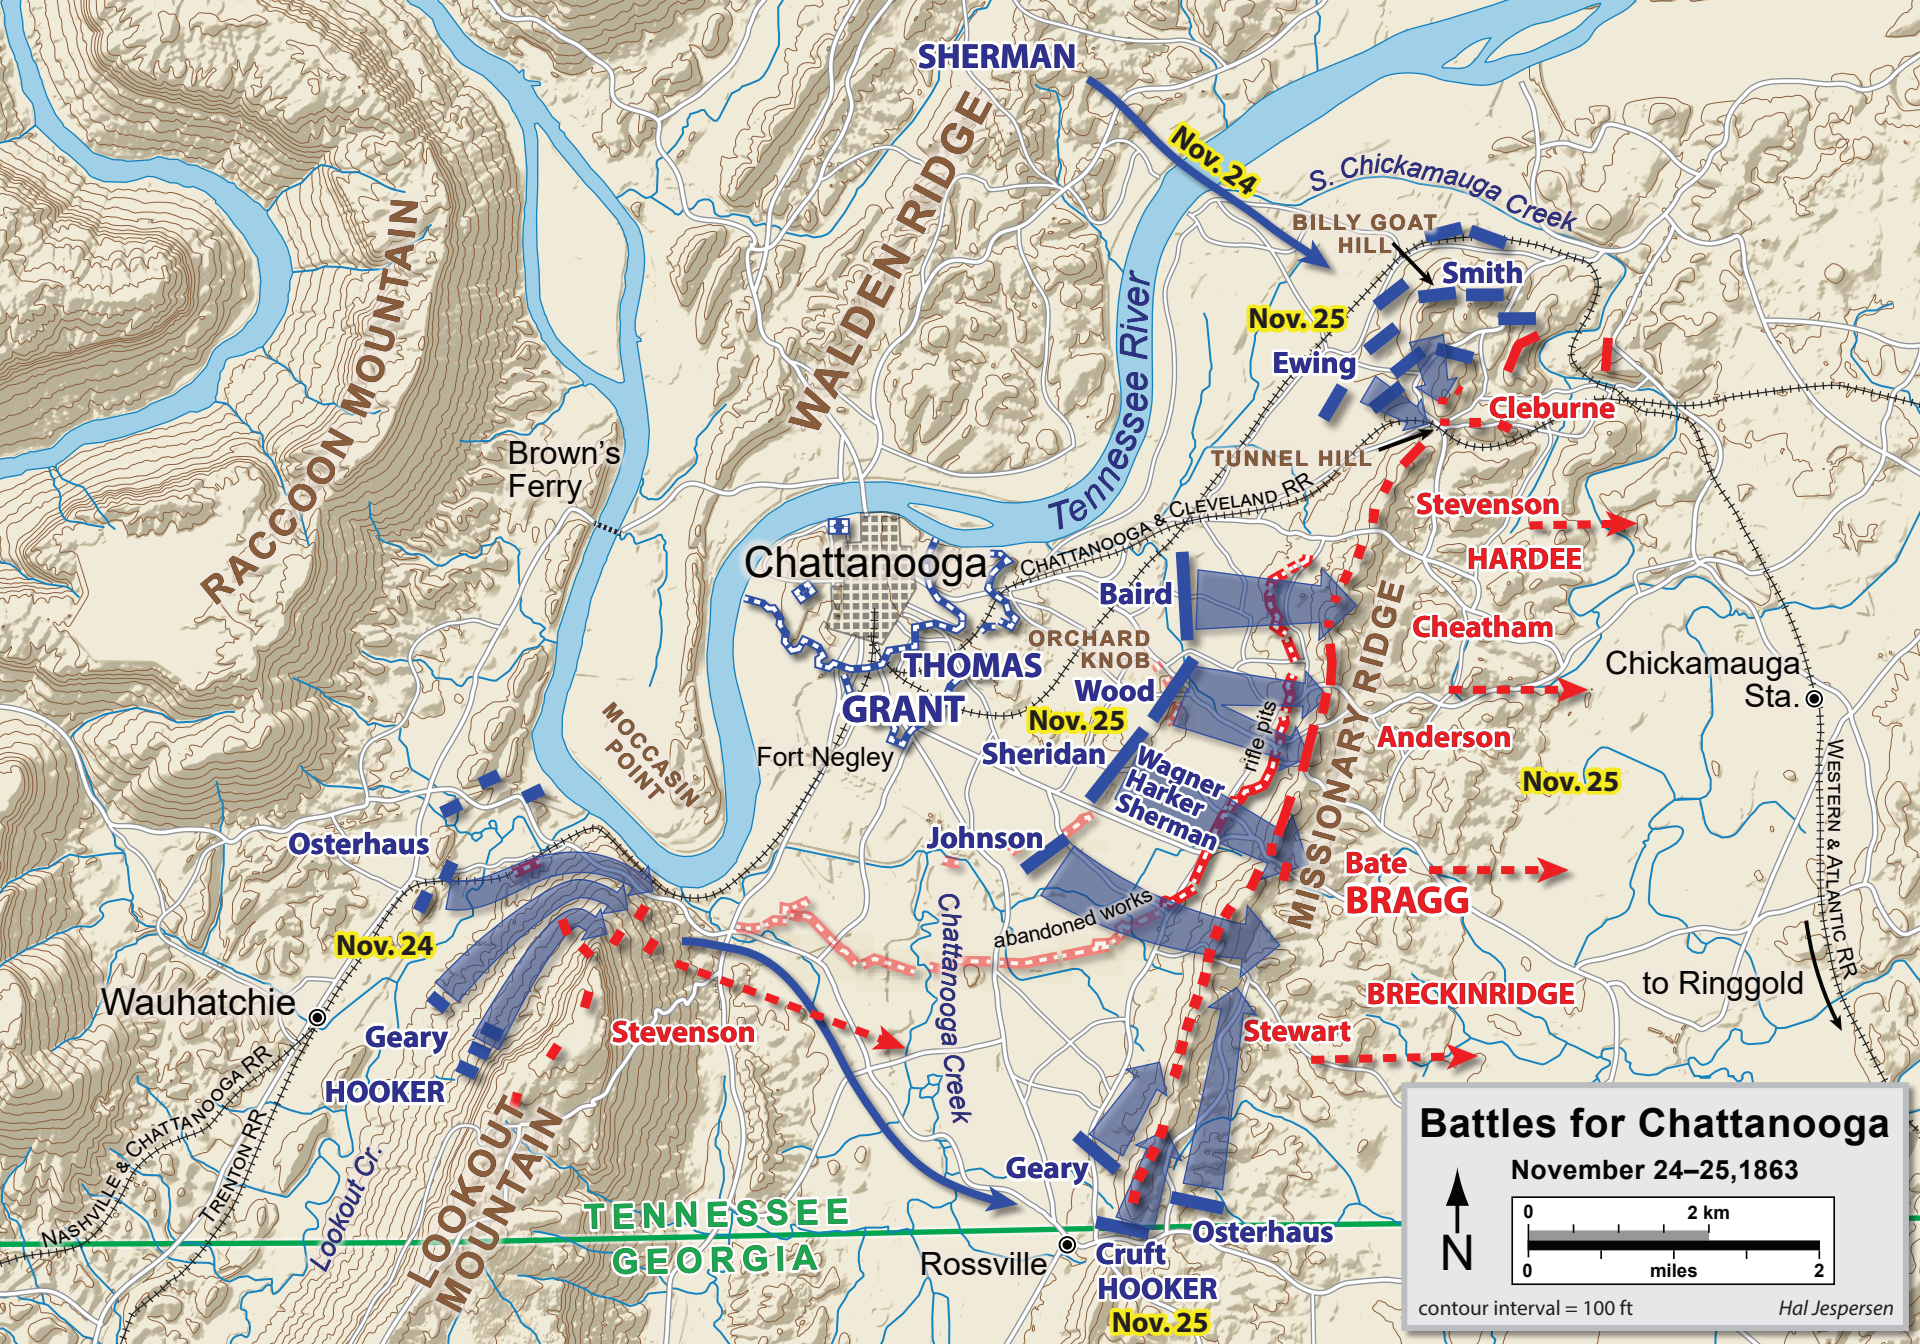 SHERMAN
Nov. 24
WALDEN RIDGE
S. Chickamauga Creek
BILLY GOAT
HILL
Smith
Nov. 25
Ewing
Cleburne
TUNNEL HILL
RACCOON MOUNTAIN
Tennessee River
Brown's
Ferry
CHATTANOOGA & CLEVELAND RR
Stevenson
HARDEE
Chattanooga
Baird
ORCHARD
KNOB
Cheatham
THOMAS
GRANT
Wood
Nov. 25
Sheridan
Chickamauga
Sta.
MOCCASIN
POINT
Fort Negley
rifle pits
MISSIONARY RIDGE
Anderson
Nov. 25
WESTERN & ATLANTIC RR
Wagner
Harker
Sherman
Johnson
Osterhaus
Bate
BRAGG
abandoned works
Chattanooga Creek
Nov. 24
Wauhatchie
Geary
HOOKER
Stevenson
BRECKINRIDGE
to Ringgold
Stewart
NASHVILLE & CHATTANOOGA RR
TRENTON RR
Lookout Cr.
LOOKOUT
MOUNTAIN
TENNESSEE
GEORGIA
Geary
Rossville
Cruft
Osterhaus
HOOKER
Nov. 25
Battles for Chattanooga
November 24–25,1863
N
0 2 km
0 miles 2
contour interval = 100 ft
Hal Jespersen